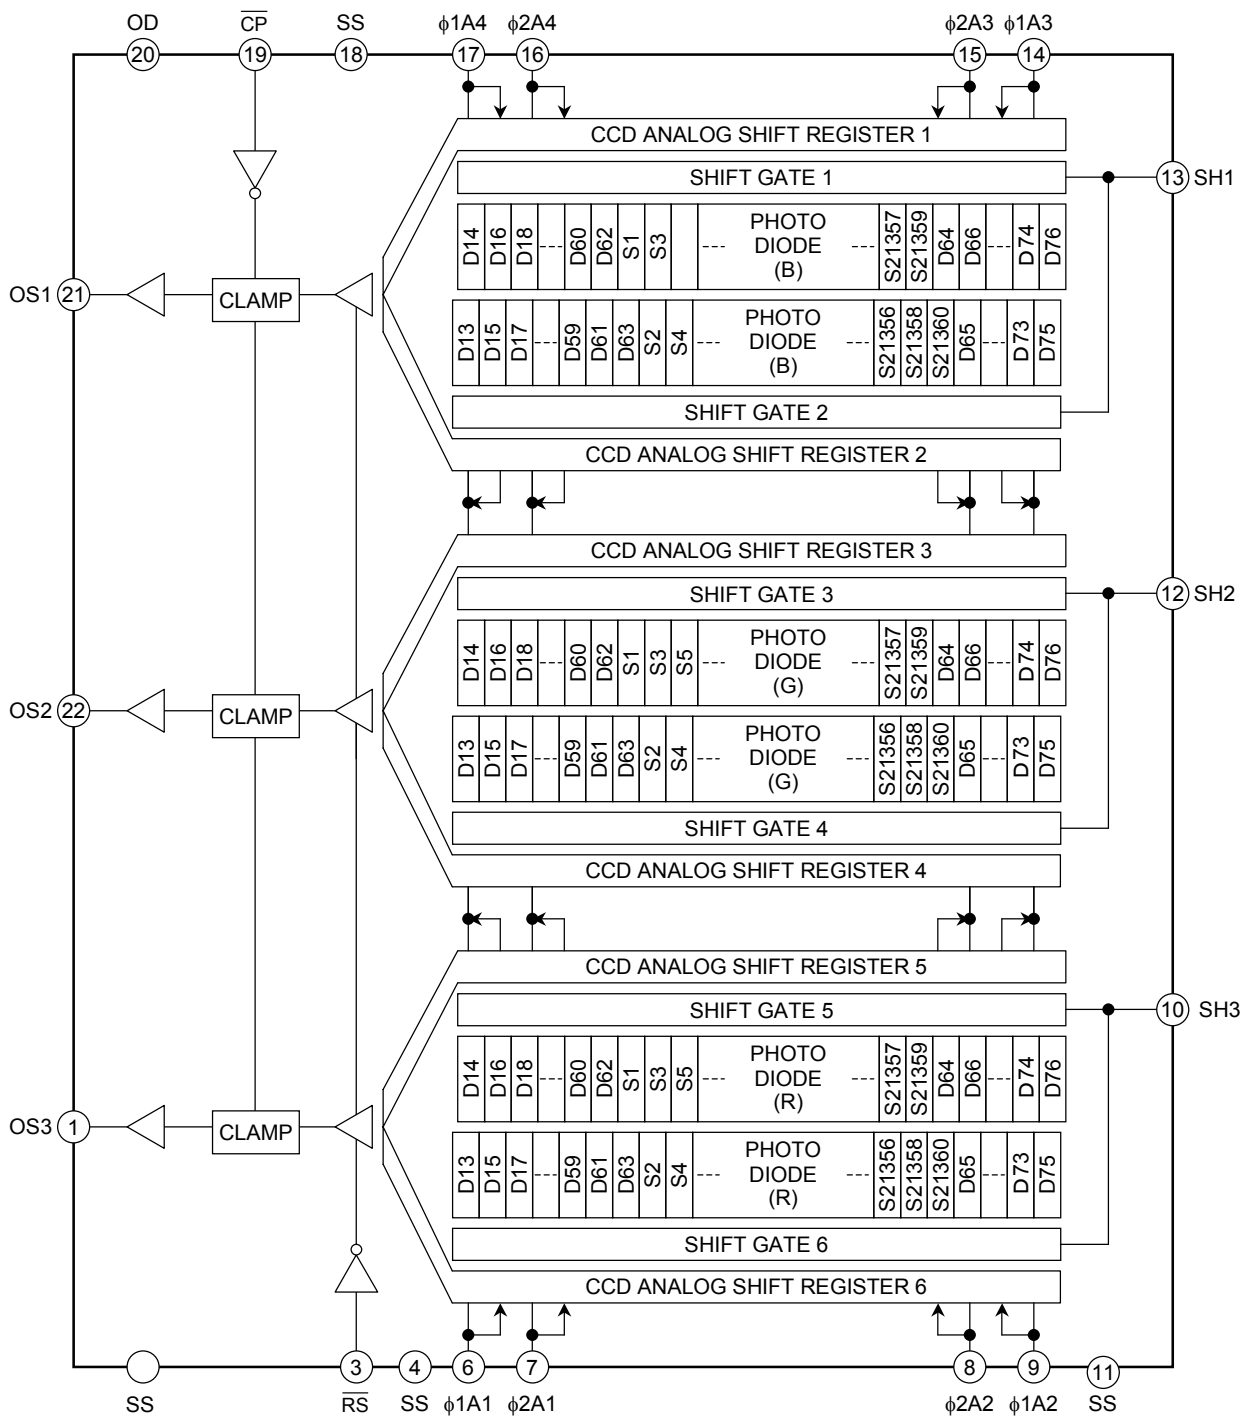 OD CP SS φ1A4 φ2A4 φ2A3 φ1A3
20 19 18 17 16 15 14
CCD ANALOG SHIFT REGISTER 1
SHIFT GATE 1
13 SH1
D14 D16 D18 D60 D62 S1 S3 PHOTO DIODE (B) S21357 S21359 D64 D66 D74 D76
OS1 21 CLAMP
D13 D15 D17 D59 D61 D63 S2 S4 PHOTO DIODE (B) S21356 S21358 S21360 D65 D73 D75
SHIFT GATE 2
CCD ANALOG SHIFT REGISTER 2
CCD ANALOG SHIFT REGISTER 3
SHIFT GATE 3
12 SH2
D14 D16 D18 D60 D62 S1 S3 S5 PHOTO DIODE (G) S21357 S21359 D64 D66 D74 D76
OS2 22 CLAMP
D13 D15 D17 D59 D61 D63 S2 S4 PHOTO DIODE (G) S21356 S21358 S21360 D65 D73 D75
SHIFT GATE 4
CCD ANALOG SHIFT REGISTER 4
CCD ANALOG SHIFT REGISTER 5
SHIFT GATE 5
10 SH3
D14 D16 D18 D60 D62 S1 S3 S5 PHOTO DIODE (R) S21357 S21359 D64 D66 D74 D76
OS3 1 CLAMP
D13 D15 D17 D59 D61 D63 S2 S4 PHOTO DIODE (R) S21356 S21358 S21360 D65 D73 D75
SHIFT GATE 6
CCD ANALOG SHIFT REGISTER 6
3 4 6 7 8 9 11
SS RS SS φ1A1 φ2A1 φ2A2 φ1A2 SS